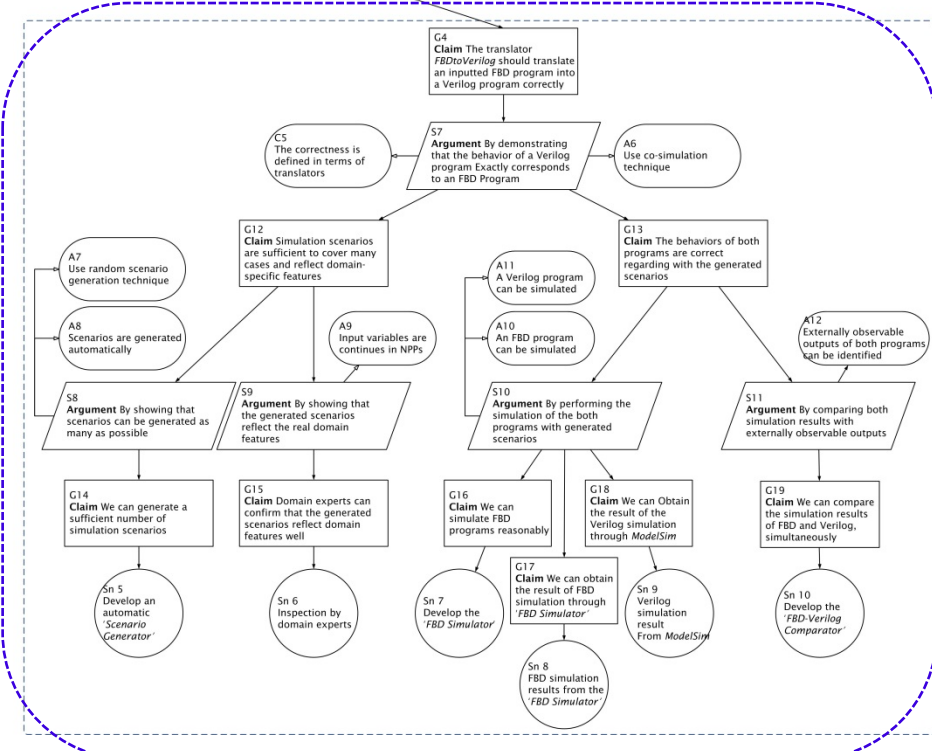 G4
Claim The translator
FBDtoVerilog should translate
an inputted FBD program into
a Verilog program correctly
S7
Argument By demonstrating
that the behavior of a Verilog
program Exactly corresponds
to an FBD Program
C5
The correctness is
defined in terms of
translators
A6
Use co-simulation
technique
G12
Claim Simulation scenarios
are sufficient to cover many
cases and reflect domain-
specific features
G13
Claim The behaviors of both
programs are correct
regarding with the generated
scenarios
A7
Use random scenario
generation technique
A8
Scenarios are generated
automatically
A9
Input variables are
continues in NPPs
A11
A Verilog program
can be simulated
A10
An FBD program
can be simulated
A12
Externally observable
outputs of both programs
can be identified
S8
Argument By showing that
scenarios can be generated as
many as possible
S9
Argument By showing that
the generated scenarios
reflect the real domain
features
S10
Argument By performing the
simulation of the both
programs with generated
scenarios
S11
Argument By comparing both
simulation results with
externally observable outputs
G14
Claim We can generate a
sufficient number of
simulation scenarios
G15
Claim Domain experts can
confirm that the generated
scenarios reflect domain
features well
G16
Claim We can
simulate FBD
programs reasonably
G18
Claim We can Obtain
the result of the
Verilog simulation
through ModelSim
G19
Claim We can compare
the simulation results
of FBD and Verilog,
simultaneously
G17
Claim We can obtain
the result of FBD
simulation through
'FBD Simulator'
Sn 5
Develop an
automatic
'Scenario
Generator'
Sn 6
Inspection by
domain experts
Sn 7
Develop the
'FBD Simulator'
Sn 9
Verilog
simulation
result
From ModelSim
Sn 10
Develop the
'FBD-Verilog
Comparator'
Sn 8
FBD simulation
results from the
'FBD Simulator'